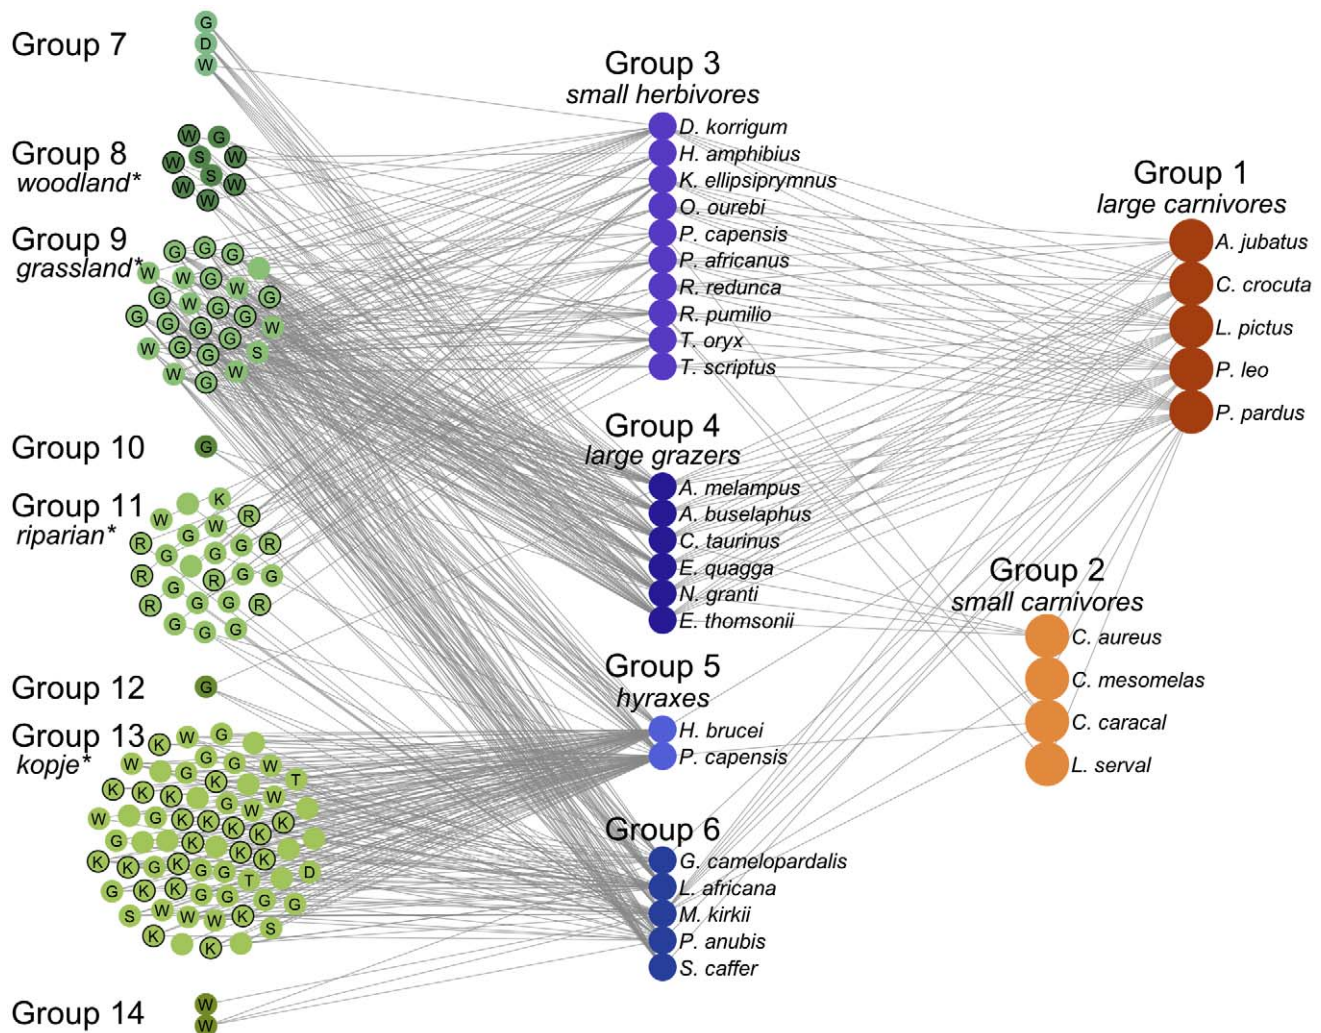 Group 7
G
D
W
Group 8
woodland*
W G
W S W
S
W W
W
Group 9
grassland*
G G G
W W G W G
G W G G
G G G G W
W G G S
W G W
Group 10
G
Group 11
riparian*
K
W W R
R G G G R
R G R G G
R G G G R
G G G
Group 12
G
Group 13
kopje*
K W G
W G G G W T
K K K K G W W
W G K K K K K
G K K K
K K G K G G T D
G K K G G G G
S W W W K S
K K
Group 14
W
W
Group 3
small herbivores
D. korrigum
H. amphibius
K. ellipsiprymnus
O. ourebi
P. capensis
P. africanus
R. redunca
R. pumilio
T. oryx
T. scriptus
Group 4
large grazers
A. melampus
A. buselaphus
C. taurinus
E. quagga
N. granti
E. thomsonii
Group 5
hyraxes
H. brucei
P. capensis
Group 6
G. camelopardalis
L. africana
M. kirkii
P. anubis
S. caffer
Group 1
large carnivores
A. jubatus
C. crocuta
L. pictus
P. leo
P. pardus
Group 2
small carnivores
C. aureus
C. mesomelas
C. caracal
L. serval